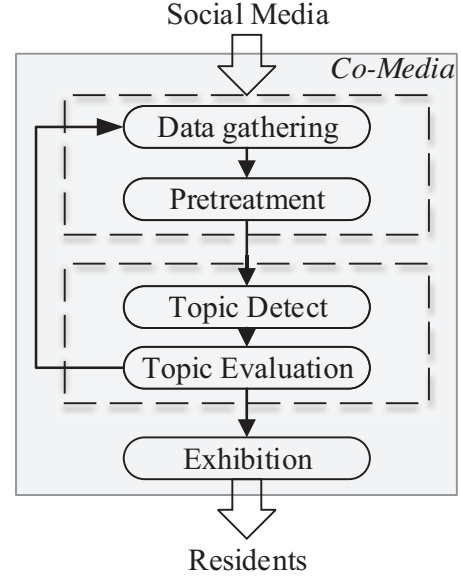 Social Media
Co-Media
Data gathering
Pretreatment
Topic Detect
Topic Evaluation
Exhibition
Residents